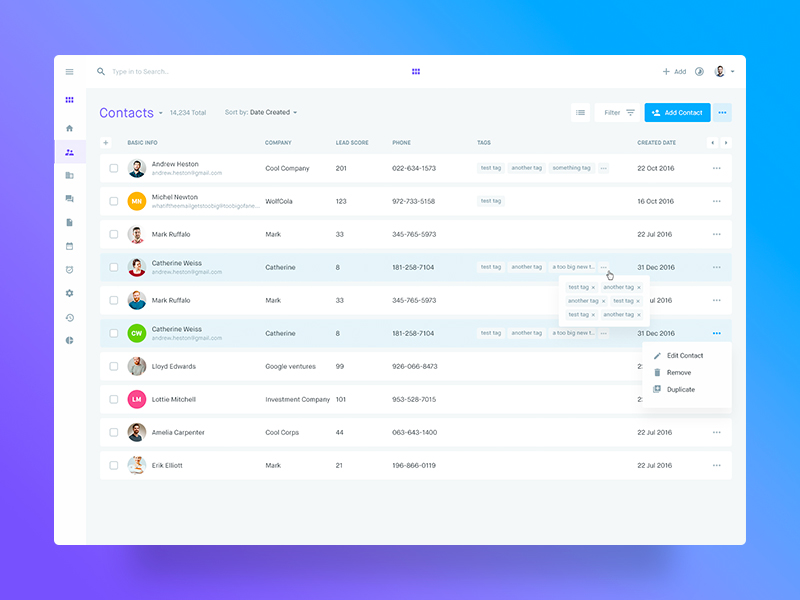 Type in to Search...
Add
Contacts 14,234 Total Sort by: Date Created Filter Add Contact
BASIC INFO COMPANY LEAD SCORE PHONE TAGS CREATED DATE
Andrew Heston
andrew.heston@gmail.com
Cool Company 201 022-634-1573 test tag another tag something tag ... 22 Oct 2016
Michel Newton
WolfCola 123 972-733-5158 test tag 16 Oct 2016
MN
Mark Ruffalo Mark 33 345-765-5973 22 Jul 2016
Catherine Weiss
andrew.heston@gmail.com
Catherine 8 181-258-7104 test tag another tag a too big new t... ... 31 Dec 2016
test tag × another tag ×
another tag × test tag ×
test tag × another tag ×
Mark Ruffalo Mark 33 345-765-5973 ul 2016
CW
Catherine Weiss
andrew.heston@gmail.com
Catherine 8 181-258-7104 test tag another tag a too big new t... ... 31 Dec 2016
Edit Contact
Remove
Duplicate
Lloyd Edwards Google ventures 99 926-066-8473
LM Lottie Mitchell Investment Company 101 953-528-7015
Amelia Carpenter Cool Corps 44 063-643-1400 22 Jul 2016
Erik Elliott Mark 21 196-866-0119 22 Jul 2016